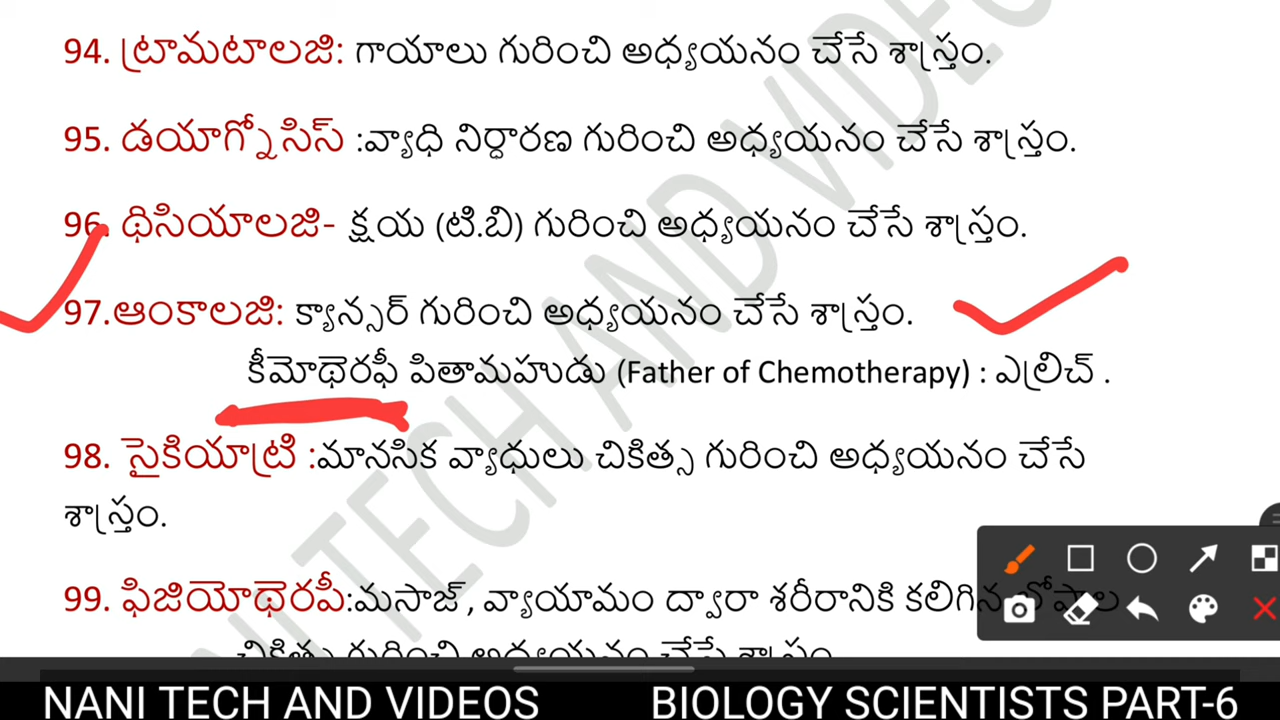 94. ట్రామటాలజి: గాయాలు గురించి అధ్యయనం చేసే శాస్త్రం.
95. డయాగ్నోసిస్ :వ్యాధి నిర్ధారణ గురించి అధ్యయనం చేసే శాస్త్రం.
96. థిసియాలజి- క్షయ (టి.బి) గురించి అధ్యయనం చేసే శాస్త్రం.
97.ఆంకాలజి: క్యాన్సర్ గురించి అధ్యయనం చేసే శాస్త్రం.
కీమోథెరఫీ పితామహుడు (Father of Chemotherapy) : ఎర్లిచ్ .
98. సైకియాట్రి :మానసిక వ్యాధులు చికిత్స గురించి అధ్యయనం చేసే
శాస్త్రం.
99. ఫిజియోథెరపీ:మసాజ్, వ్యాయామం ద్వారా శరీరానికి కలిగిన లోపాల
చికిత్స గురించి అధ్యయనం చేసే శాస్త్రం
NANI TECH AND VIDEOS
BIOLOGY SCIENTISTS PART-6